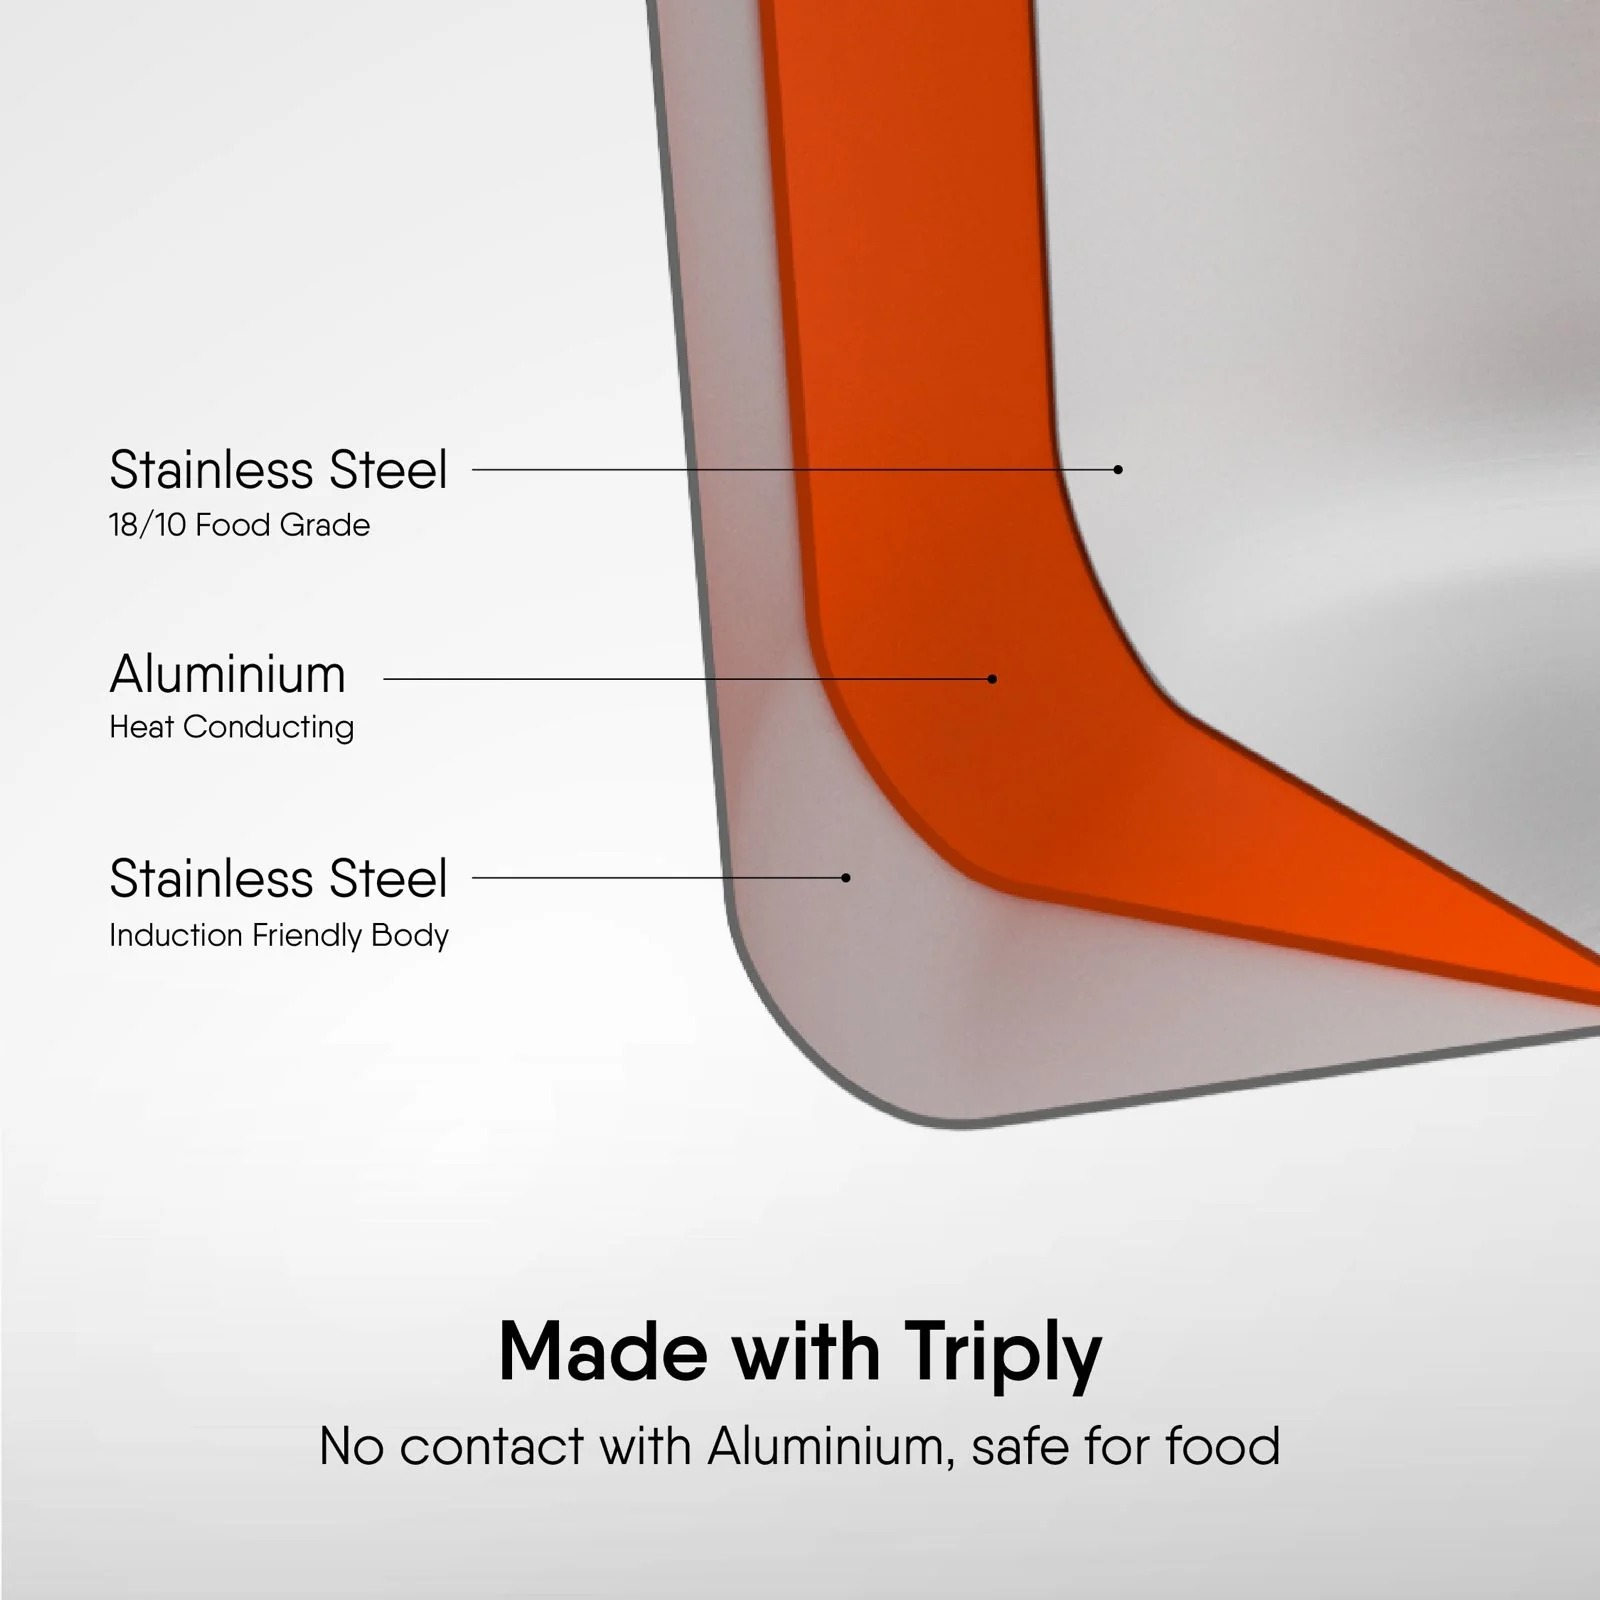 Stainless Steel
18/10 Food Grade
Aluminium
Heat Conducting
Stainless Steel
Induction Friendly Body
Made with Triply
No contact with Aluminium, safe for food